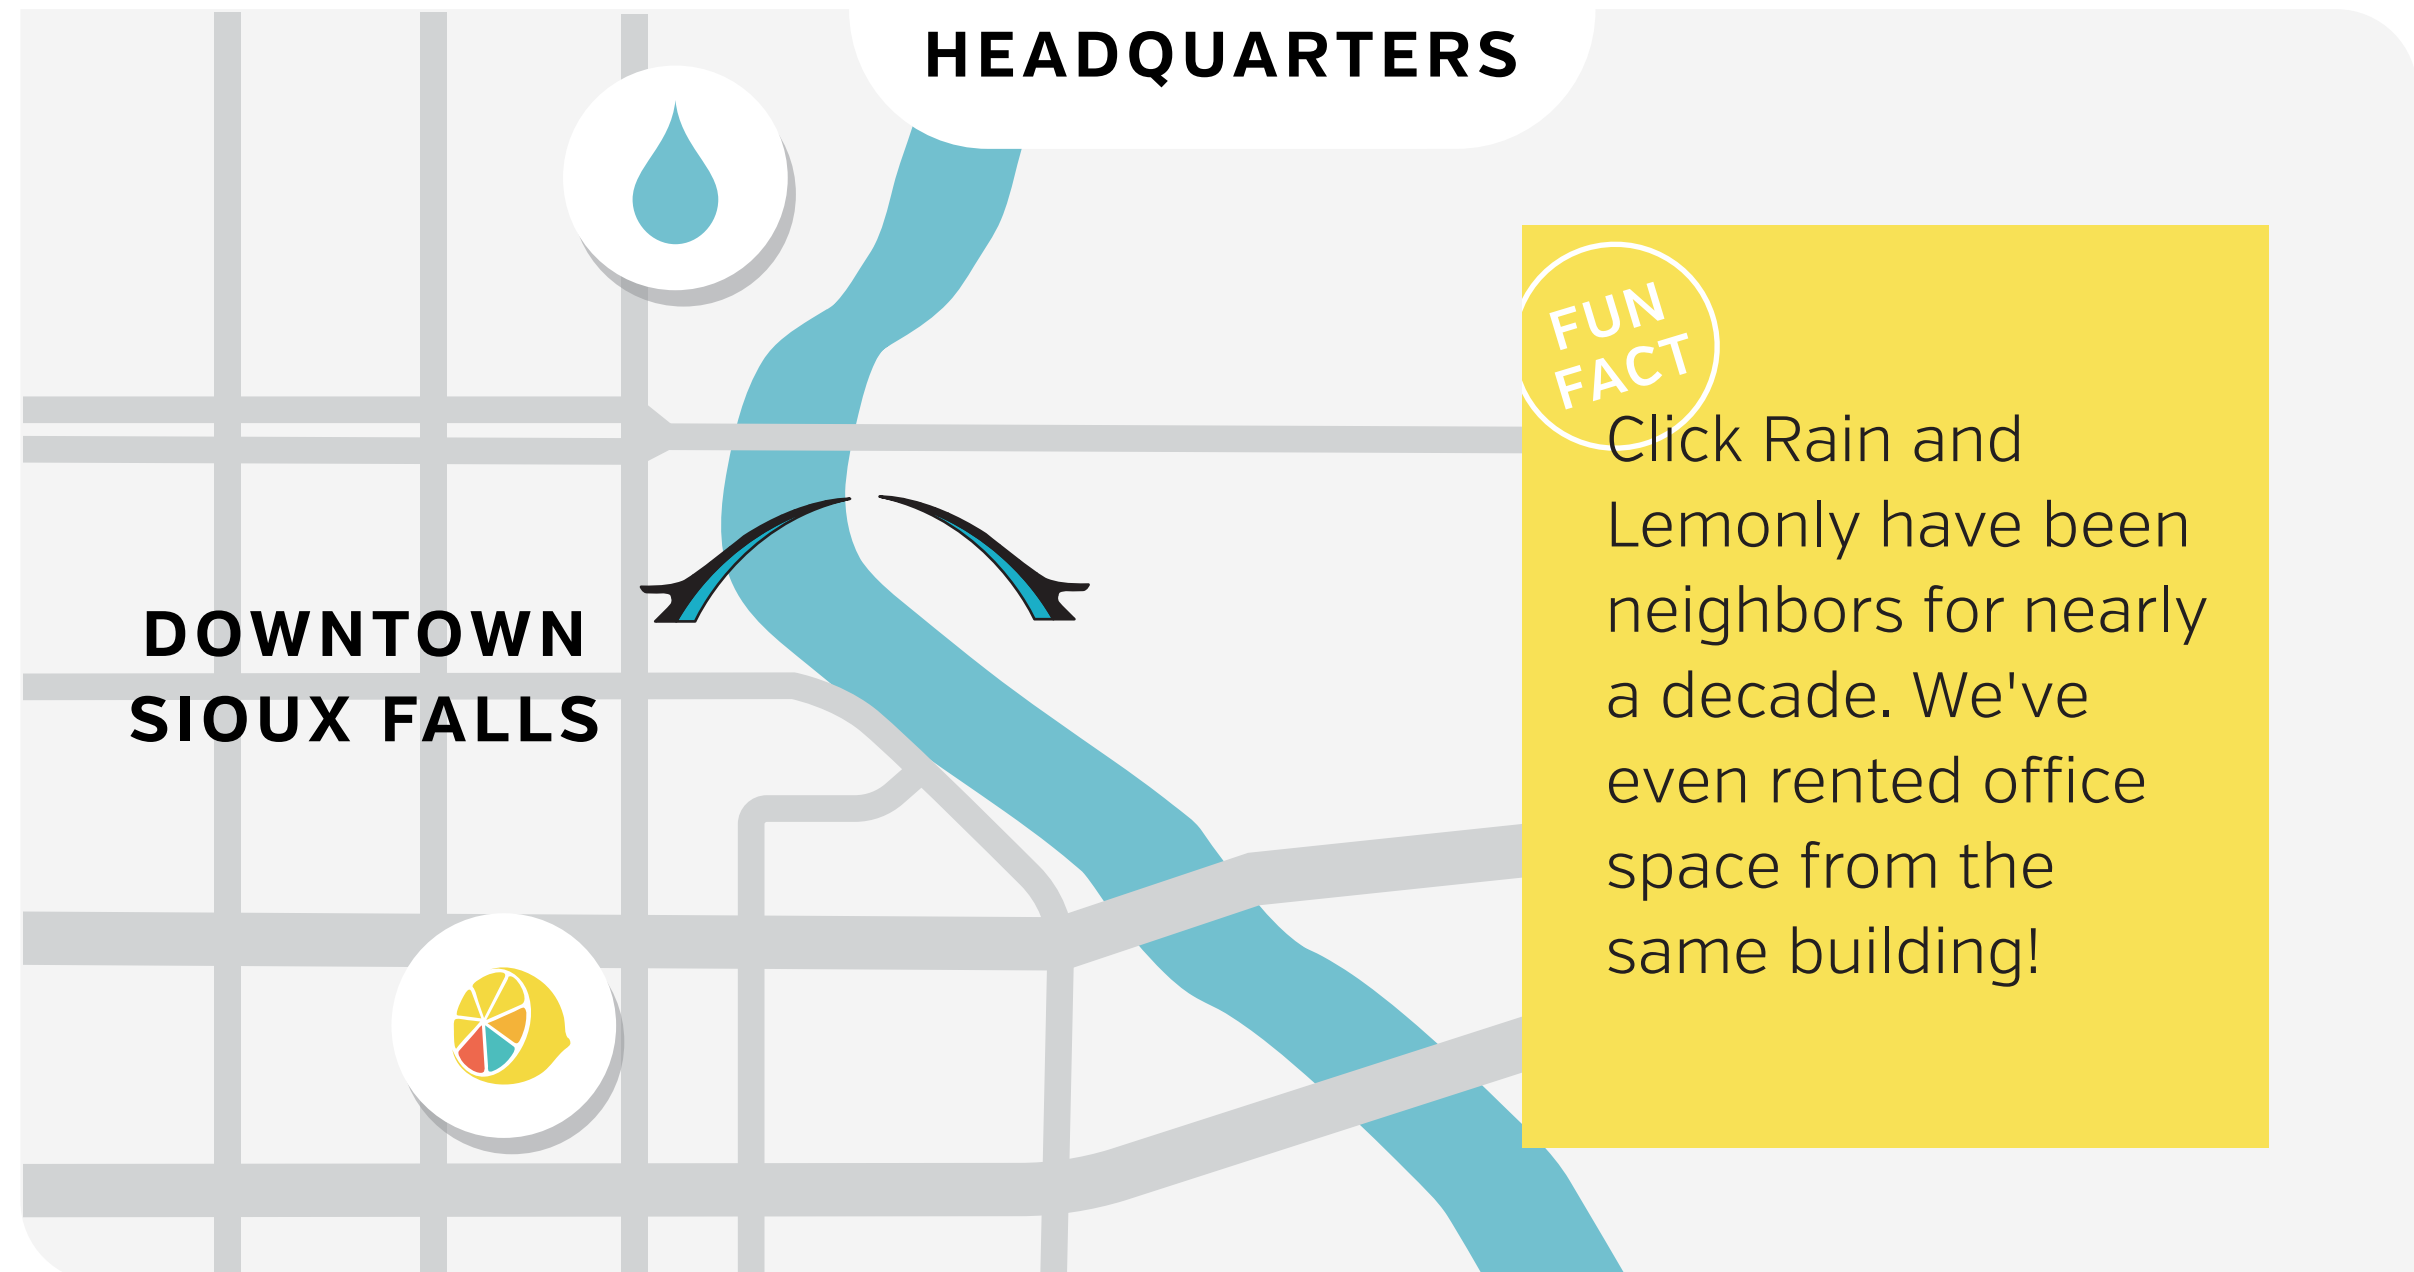 HEADQUARTERS
DOWNTOWN
SIOUX FALLS
FUN
FACT
Click Rain and
Lemonly have been
neighbors for nearly
a decade. We've
even rented office
space from the
same building!